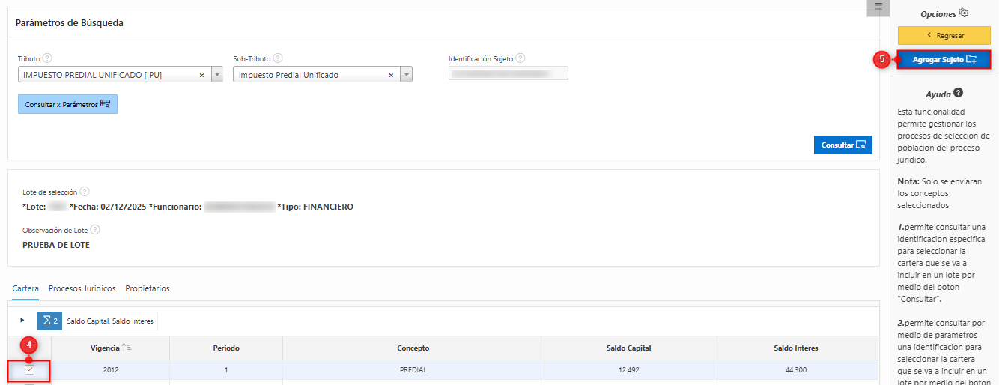 Parámetros de Búsqueda
Tributo
Sub-Tributo
Identificación Sujeto
IMPUESTO PREDIAL UNIFICADO [IPU] ×
Impuesto Predial Unificado ×
Consultar x Parámetros
Consultar
Lote de selección
*Lote: *Fecha: 02/12/2025 *Funcionario: *Tipo: FINANCIERO
Observación de Lote
PRUEBA DE LOTE
Cartera Procesos Juridicos Propietarios
2 Saldo Capital, Saldo Interes
4
Vigencia Periodo Concepto Saldo Capital Saldo Interes
2012 1 PREDIAL 12.492 44.300
Opciones
Regresar
5 Agregar Sujeto
Ayuda
Esta funcionalidad
permite gestionar los
procesos de seleccion de
poblacion del proceso
juridico.
Nota: Solo se enviaran
los conceptos
seleccionados
1.permite consultar una
identificacion especifica
para seleccionar la
cartera que se va a
incluir en un lote por
medio del boton
"Consultar".
2.permite consultar por
medio de parametros
una identificacion para
seleccionar la cartera
que se va a incluir en un
lote por medio del boton